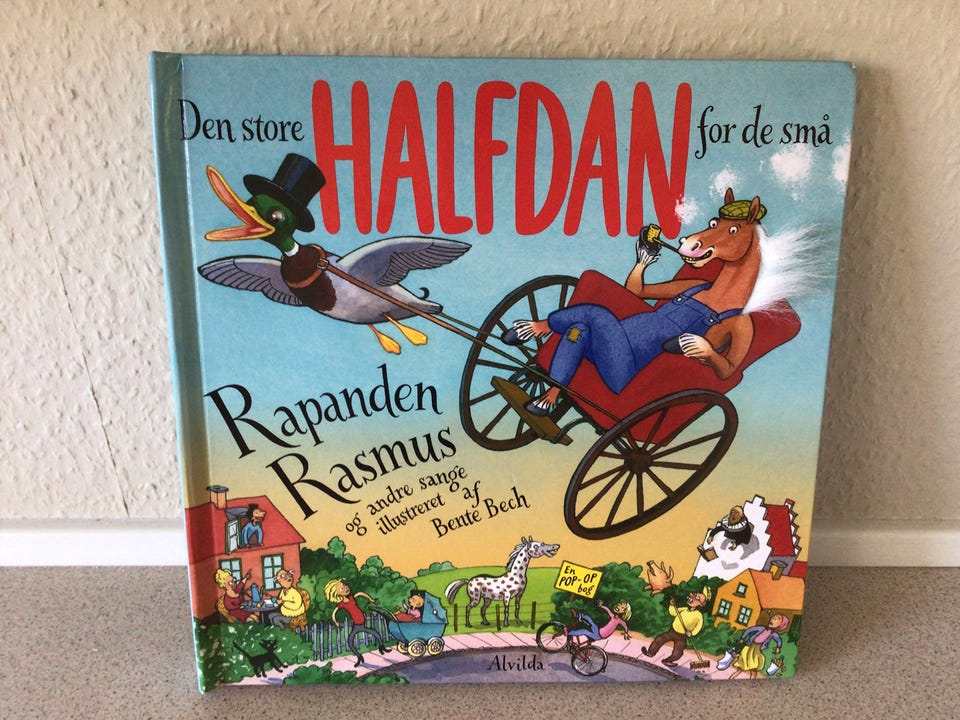 Den store HALFDAN for de små
Rapanden
Rasmus
og andre sange
illustreret af
Bente Bech
En
POP-OP
bog
Alvilda